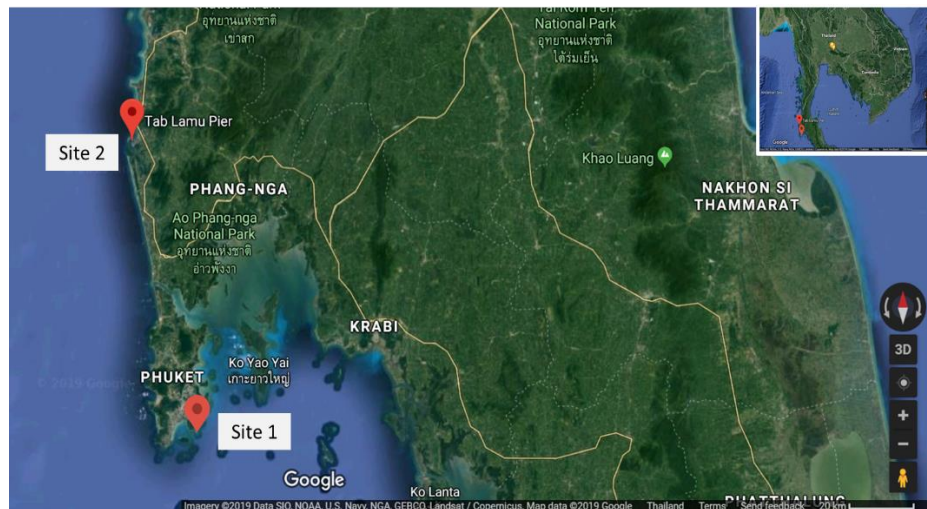 อุทยานแห่งชาติ
เขาสก
National Park
อุทยานแห่งชาติ
ใต้ร่มเย็น
Tab Lamu Pier
Site 2
Khao Luang
PHANG-NGA
NAKHON SI
THAMMARAT
Ao Phang-nga
National Park
อุทยานแห่งชาติ
อ่าวพังงา
KRABI
3D
Ko Yao Yai
เกาะยาวใหญ่
PHUKET
Site 1
Google
Ko Lanta
PHATTHALUNG
Imagery ©2019 Data SIO, NOAA, U.S. Navy, NGA, GEBCO, Landsat / Copernicus, Map data ©2019 Google Thailand Terms Send feedback 20 km
© 2019 Google
Thailand
Cambodia
Google